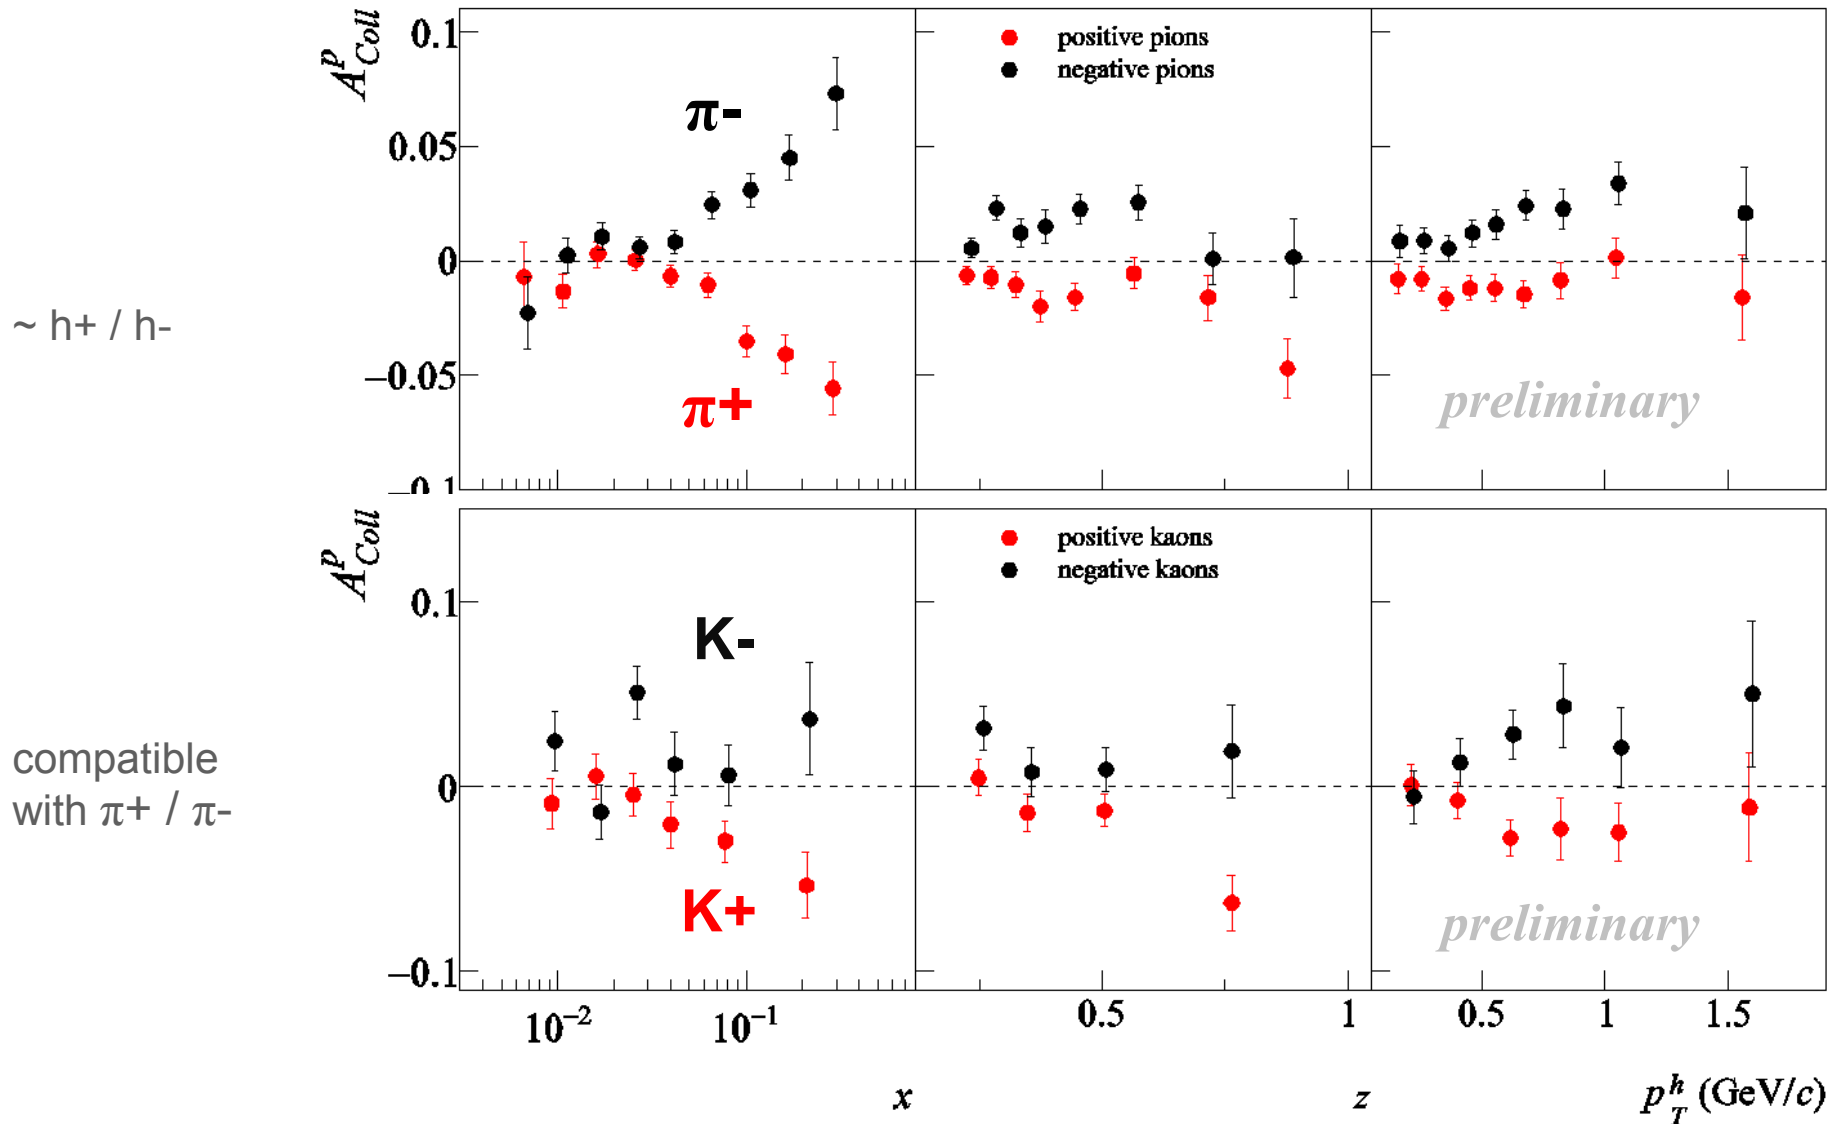 A^p_Coll
0.1
0.05
0
−0.05
−0.1
positive pions
negative pions
π-
π+
preliminary
~ h+ / h-
A^p_Coll
0.1
0
−0.1
positive kaons
negative kaons
K-
K+
preliminary
compatible
with π+ / π-
10⁻² 10⁻¹ 0.5 1 0.5 1 1.5
x z p_T^h (GeV/c)